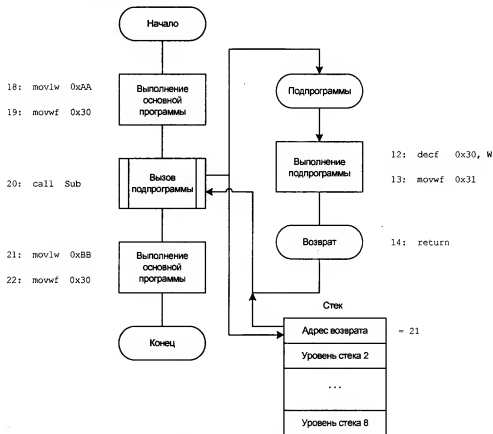 Начало
18: movlw 0xAA
19: movwf 0x30
Выполнение
основной
программы
20: call Sub
Вызов
подпрограммы
21: movlw 0xBB
22: movwf 0x30
Выполнение
основной
программы
Конец
Подпрограммы
Выполнение
подпрограммы
12: decf 0x30, W
13: movwf 0x31
Возврат
14: return
Стек
Адрес возврата
= 21
Уровень стека 2
...
Уровень стека 8